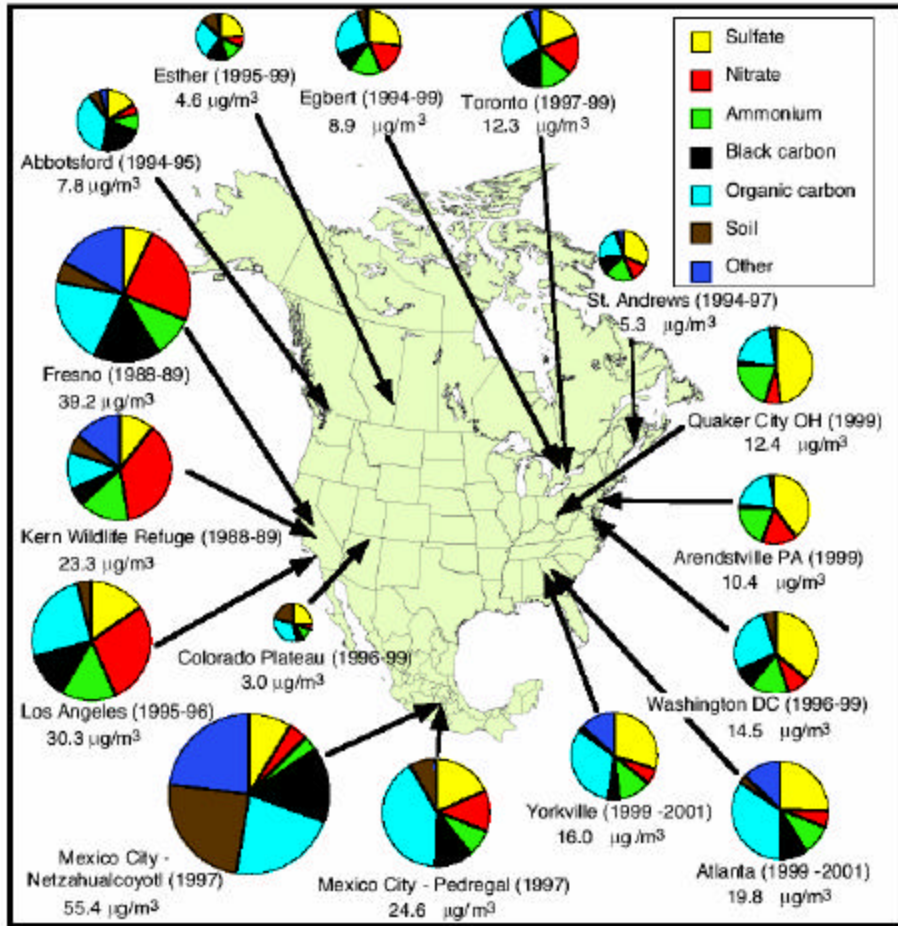 Esther (1995-99)
4.6 μg/m³
Egbert (1994-99)
8.9 μg/m³
Toronto (1997-99)
12.3 μg/m³
Sulfate
Nitrate
Ammonium
Black carbon
Organic carbon
Soil
Other
Abbotsford (1994-95)
7.8 μg/m³
St. Andrews (1994-97)
5.3 μg/m³
Fresno (1988-89)
39.2 μg/m³
Quaker City OH (1999)
12.4 μg/m³
Kern Wildlife Refuge (1988-89)
23.3 μg/m³
Arendstville PA (1999)
10.4 μg/m³
Colorado Plateau (1996-99)
3.0 μg/m³
Los Angeles (1995-96)
30.3 μg/m³
Washington DC (1996-99)
14.5 μg/m³
Yorkville (1999 -2001)
16.0 μg/m³
Mexico City -
Netzahualcoyotl (1997)
55.4 μg/m³
Mexico City - Pedregal (1997)
24.6 μg/m³
Atlanta (1999 -2001)
19.8 μg/m³